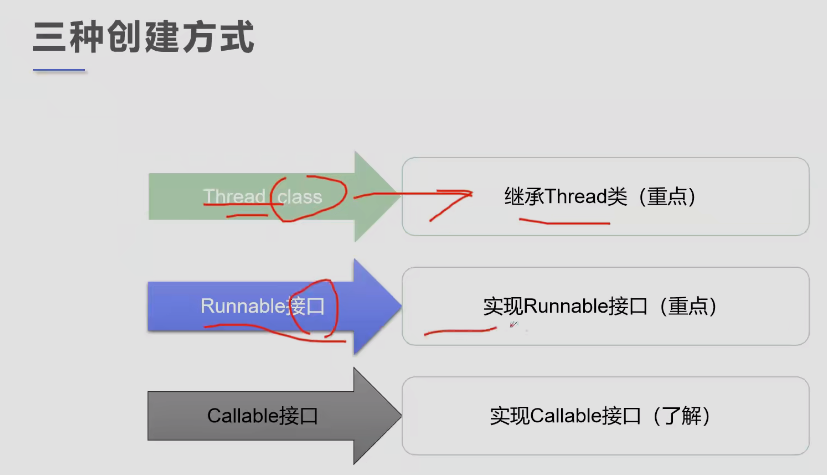 三种创建方式
Thread class
继承Thread类（重点）
Runnable接口
实现Runnable接口（重点）
Callable接口
实现Callable接口（了解）